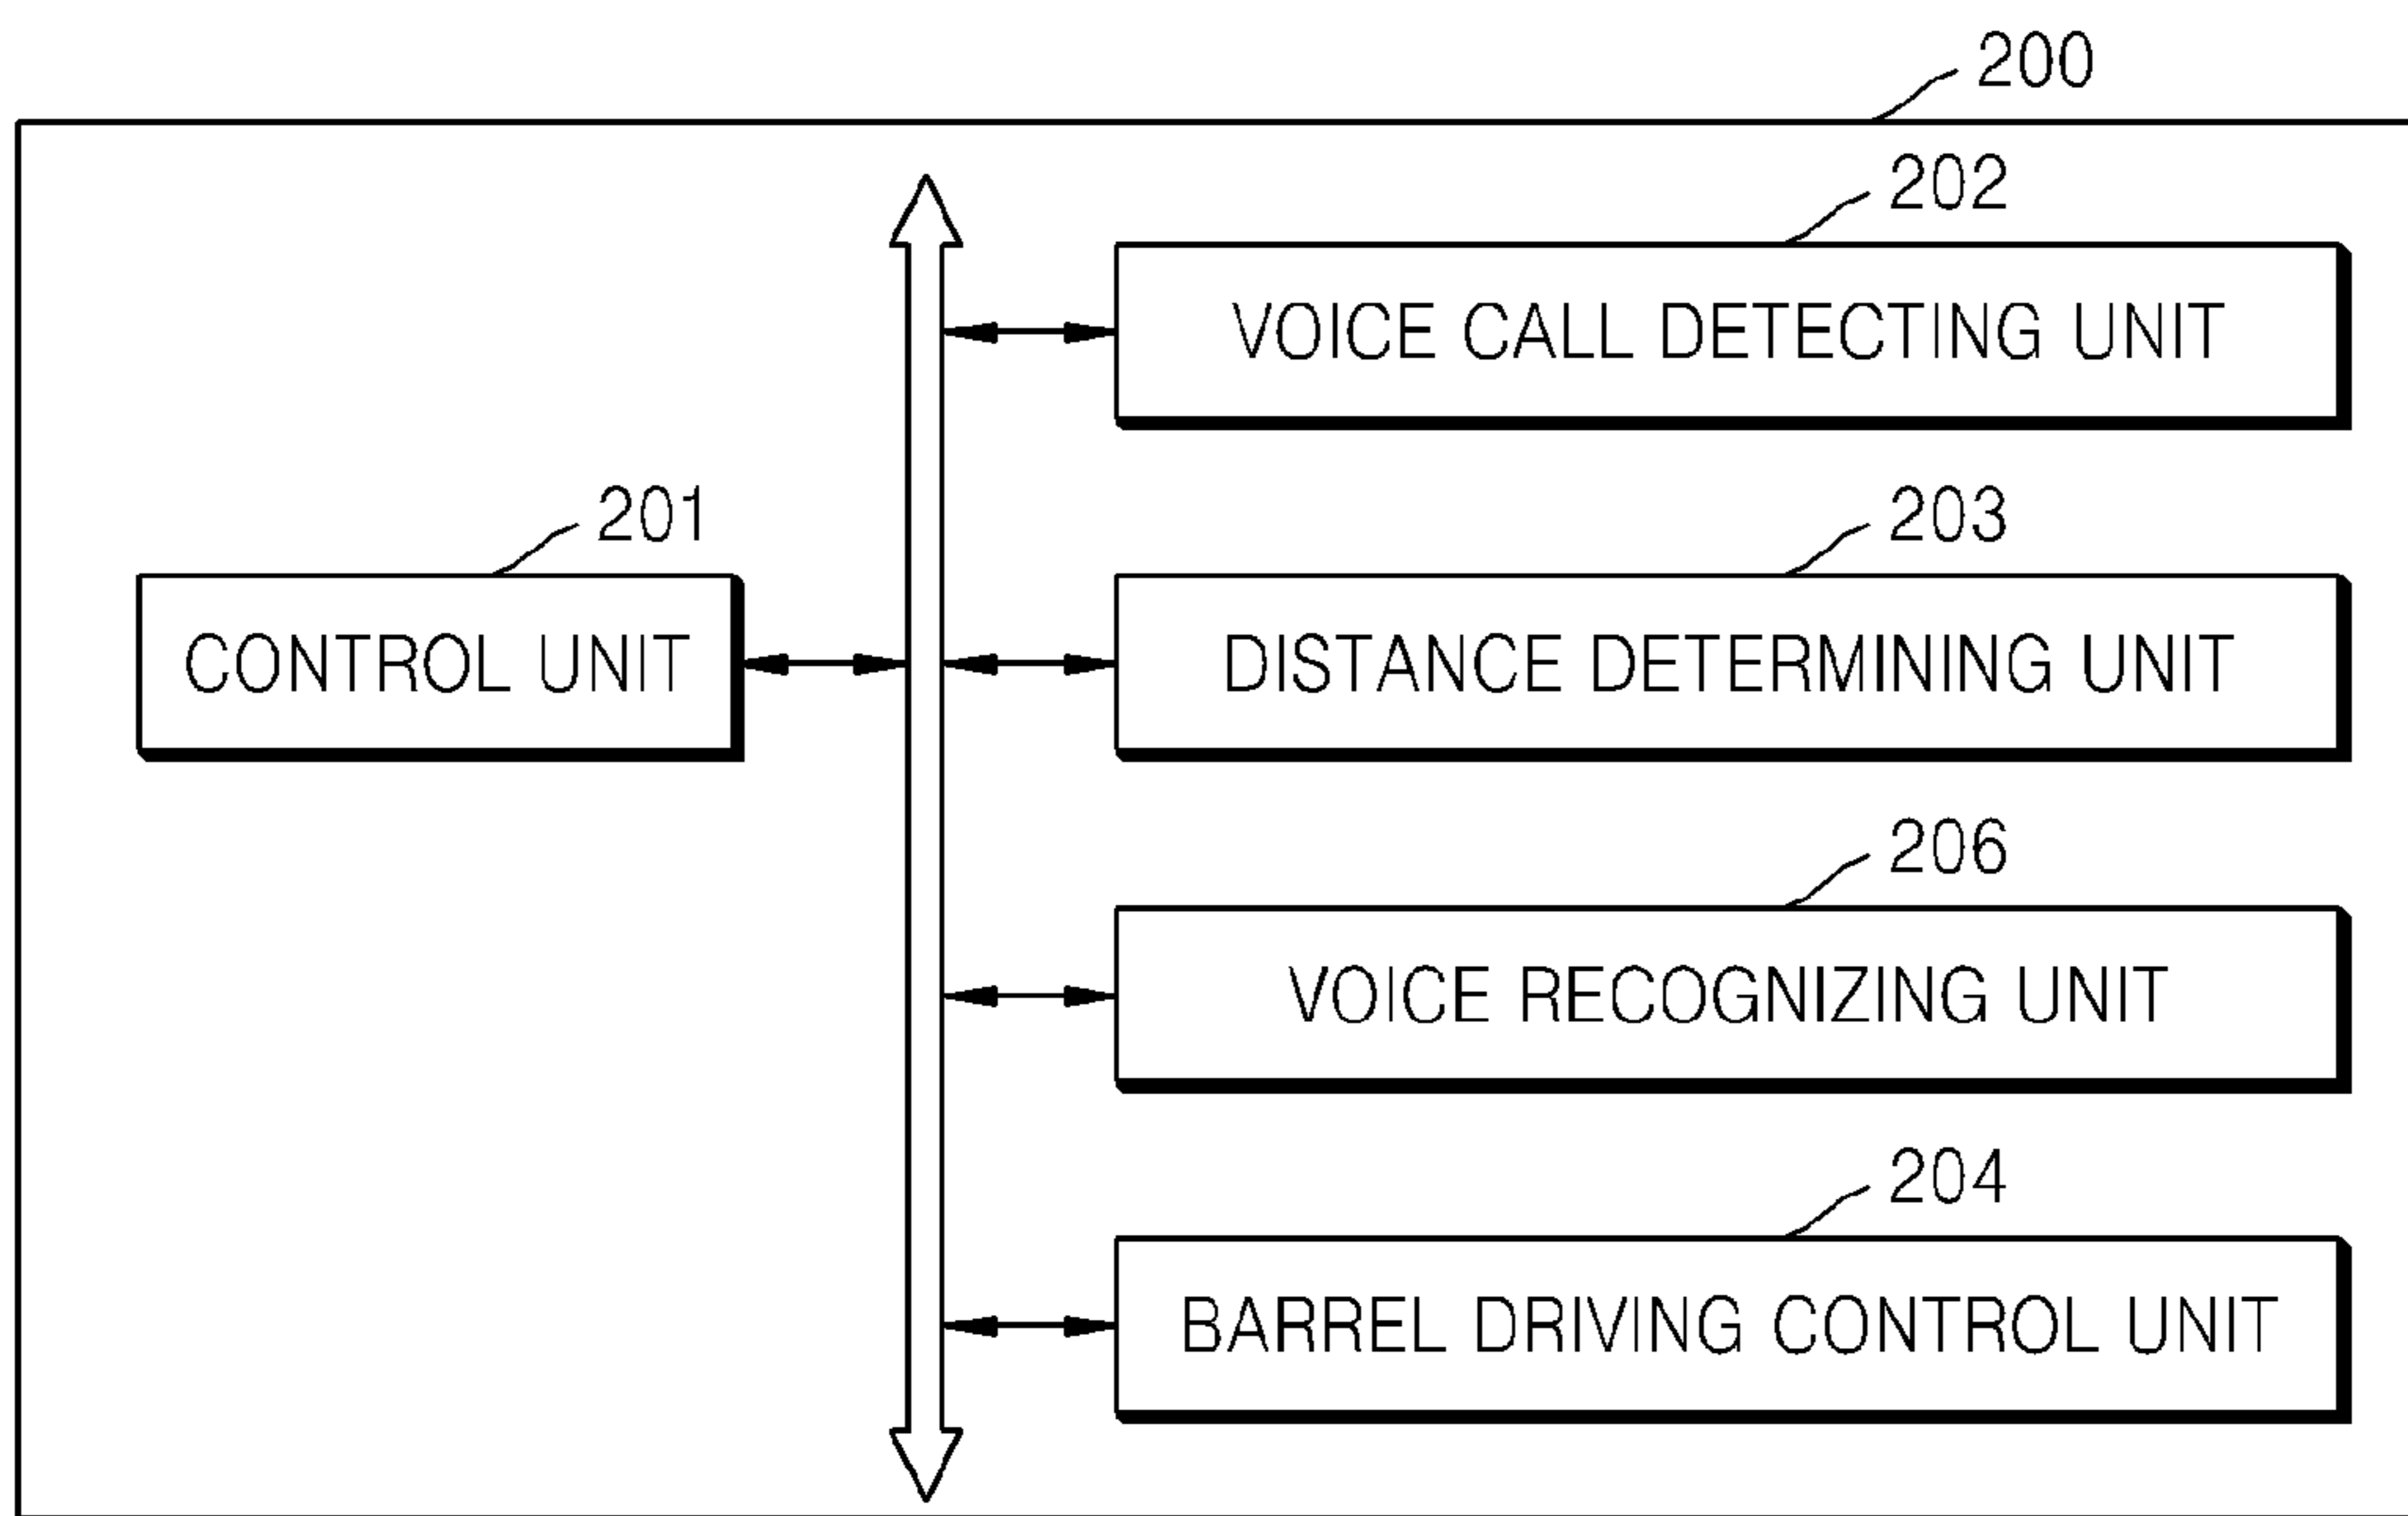 200
202
VOICE CALL DETECTING UNIT
201
203
CONTROL UNIT
DISTANCE DETERMINING UNIT
206
VOICE RECOGNIZING UNIT
204
BARREL DRIVING CONTROL UNIT